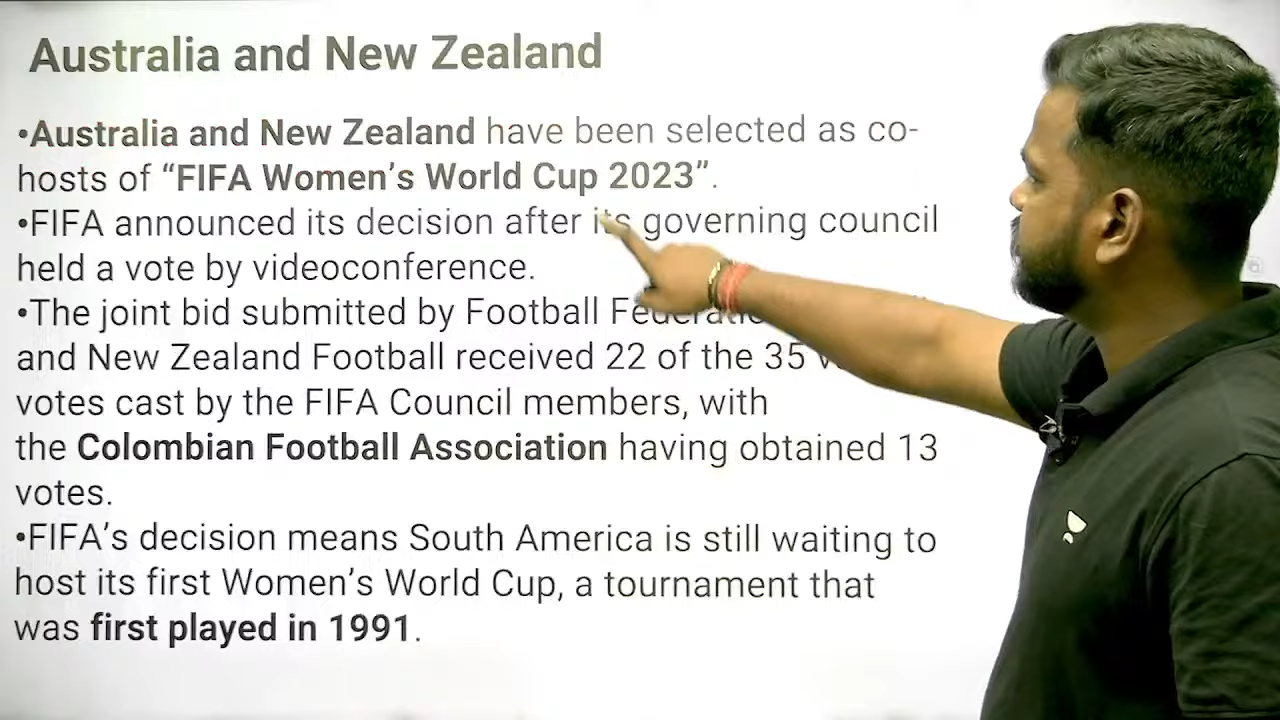 Australia and New Zealand
•Australia and New Zealand have been selected as co-
hosts of “FIFA Women’s World Cup 2023”.
•FIFA announced its decision after its governing council
held a vote by videoconference.
•The joint bid submitted by Football
and New Zealand Football received 22 of the 35
votes cast by the FIFA Council members, with
the Colombian Football Association having obtained 13
votes.
•FIFA’s decision means South America is still waiting to
host its first Women’s World Cup, a tournament that
was first played in 1991.